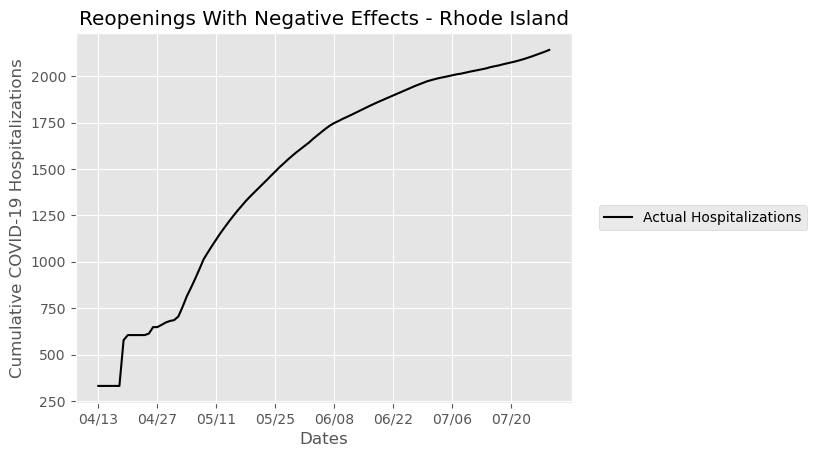 Reopenings With Negative Effects - Rhode Island
Cumulative COVID-19 Hospitalizations
2000
1750
1500
1250
1000
750
500
250
04/13 04/27 05/11 05/25 06/08 06/22 07/06 07/20
Dates
Actual Hospitalizations